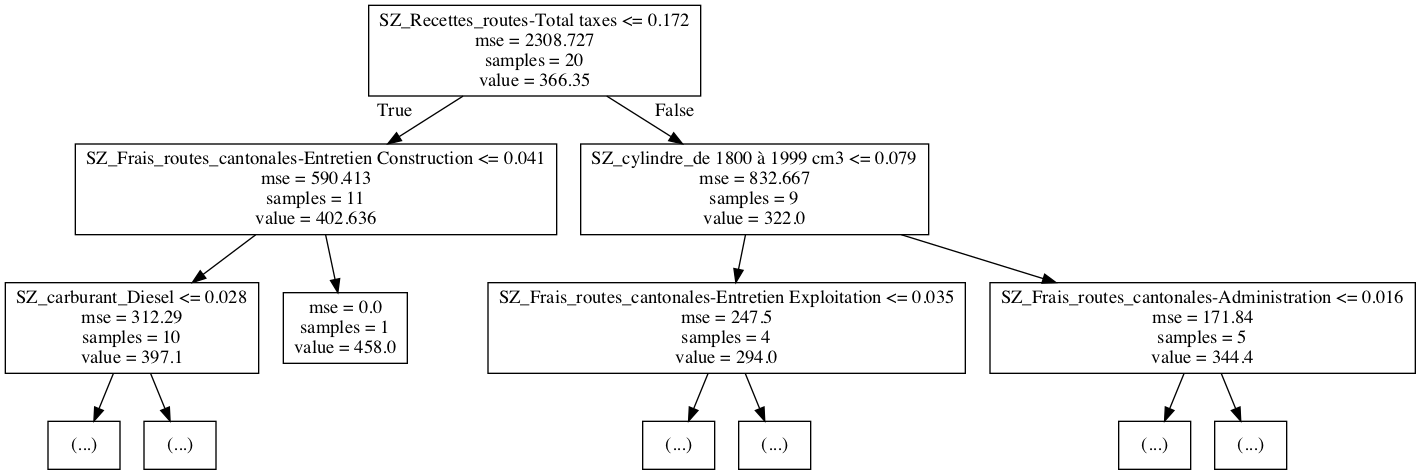 SZ_Recettes_routes-Total taxes <= 0.172
mse = 2308.727
samples = 20
value = 366.35
True
False
SZ_Frais_routes_cantonales-Entretien Construction <= 0.041
mse = 590.413
samples = 11
value = 402.636
SZ_cylindre_de 1800 à 1999 cm3 <= 0.079
mse = 832.667
samples = 9
value = 322.0
SZ_carburant_Diesel <= 0.028
mse = 312.29
samples = 10
value = 397.1
mse = 0.0
samples = 1
value = 458.0
SZ_Frais_routes_cantonales-Entretien Exploitation <= 0.035
mse = 247.5
samples = 4
value = 294.0
SZ_Frais_routes_cantonales-Administration <= 0.016
mse = 171.84
samples = 5
value = 344.4
(...)
(...)
(...)
(...)
(...)
(...)